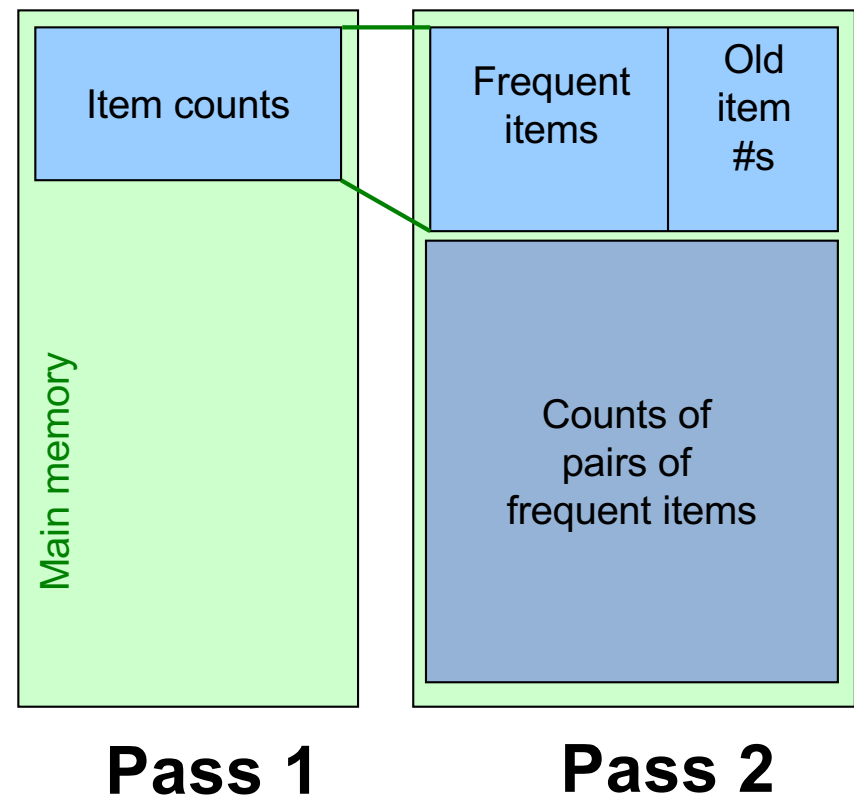 Item counts
Main memory
Frequent
items
Old
item
#s
Counts of
pairs of
frequent items
Pass 1
Pass 2